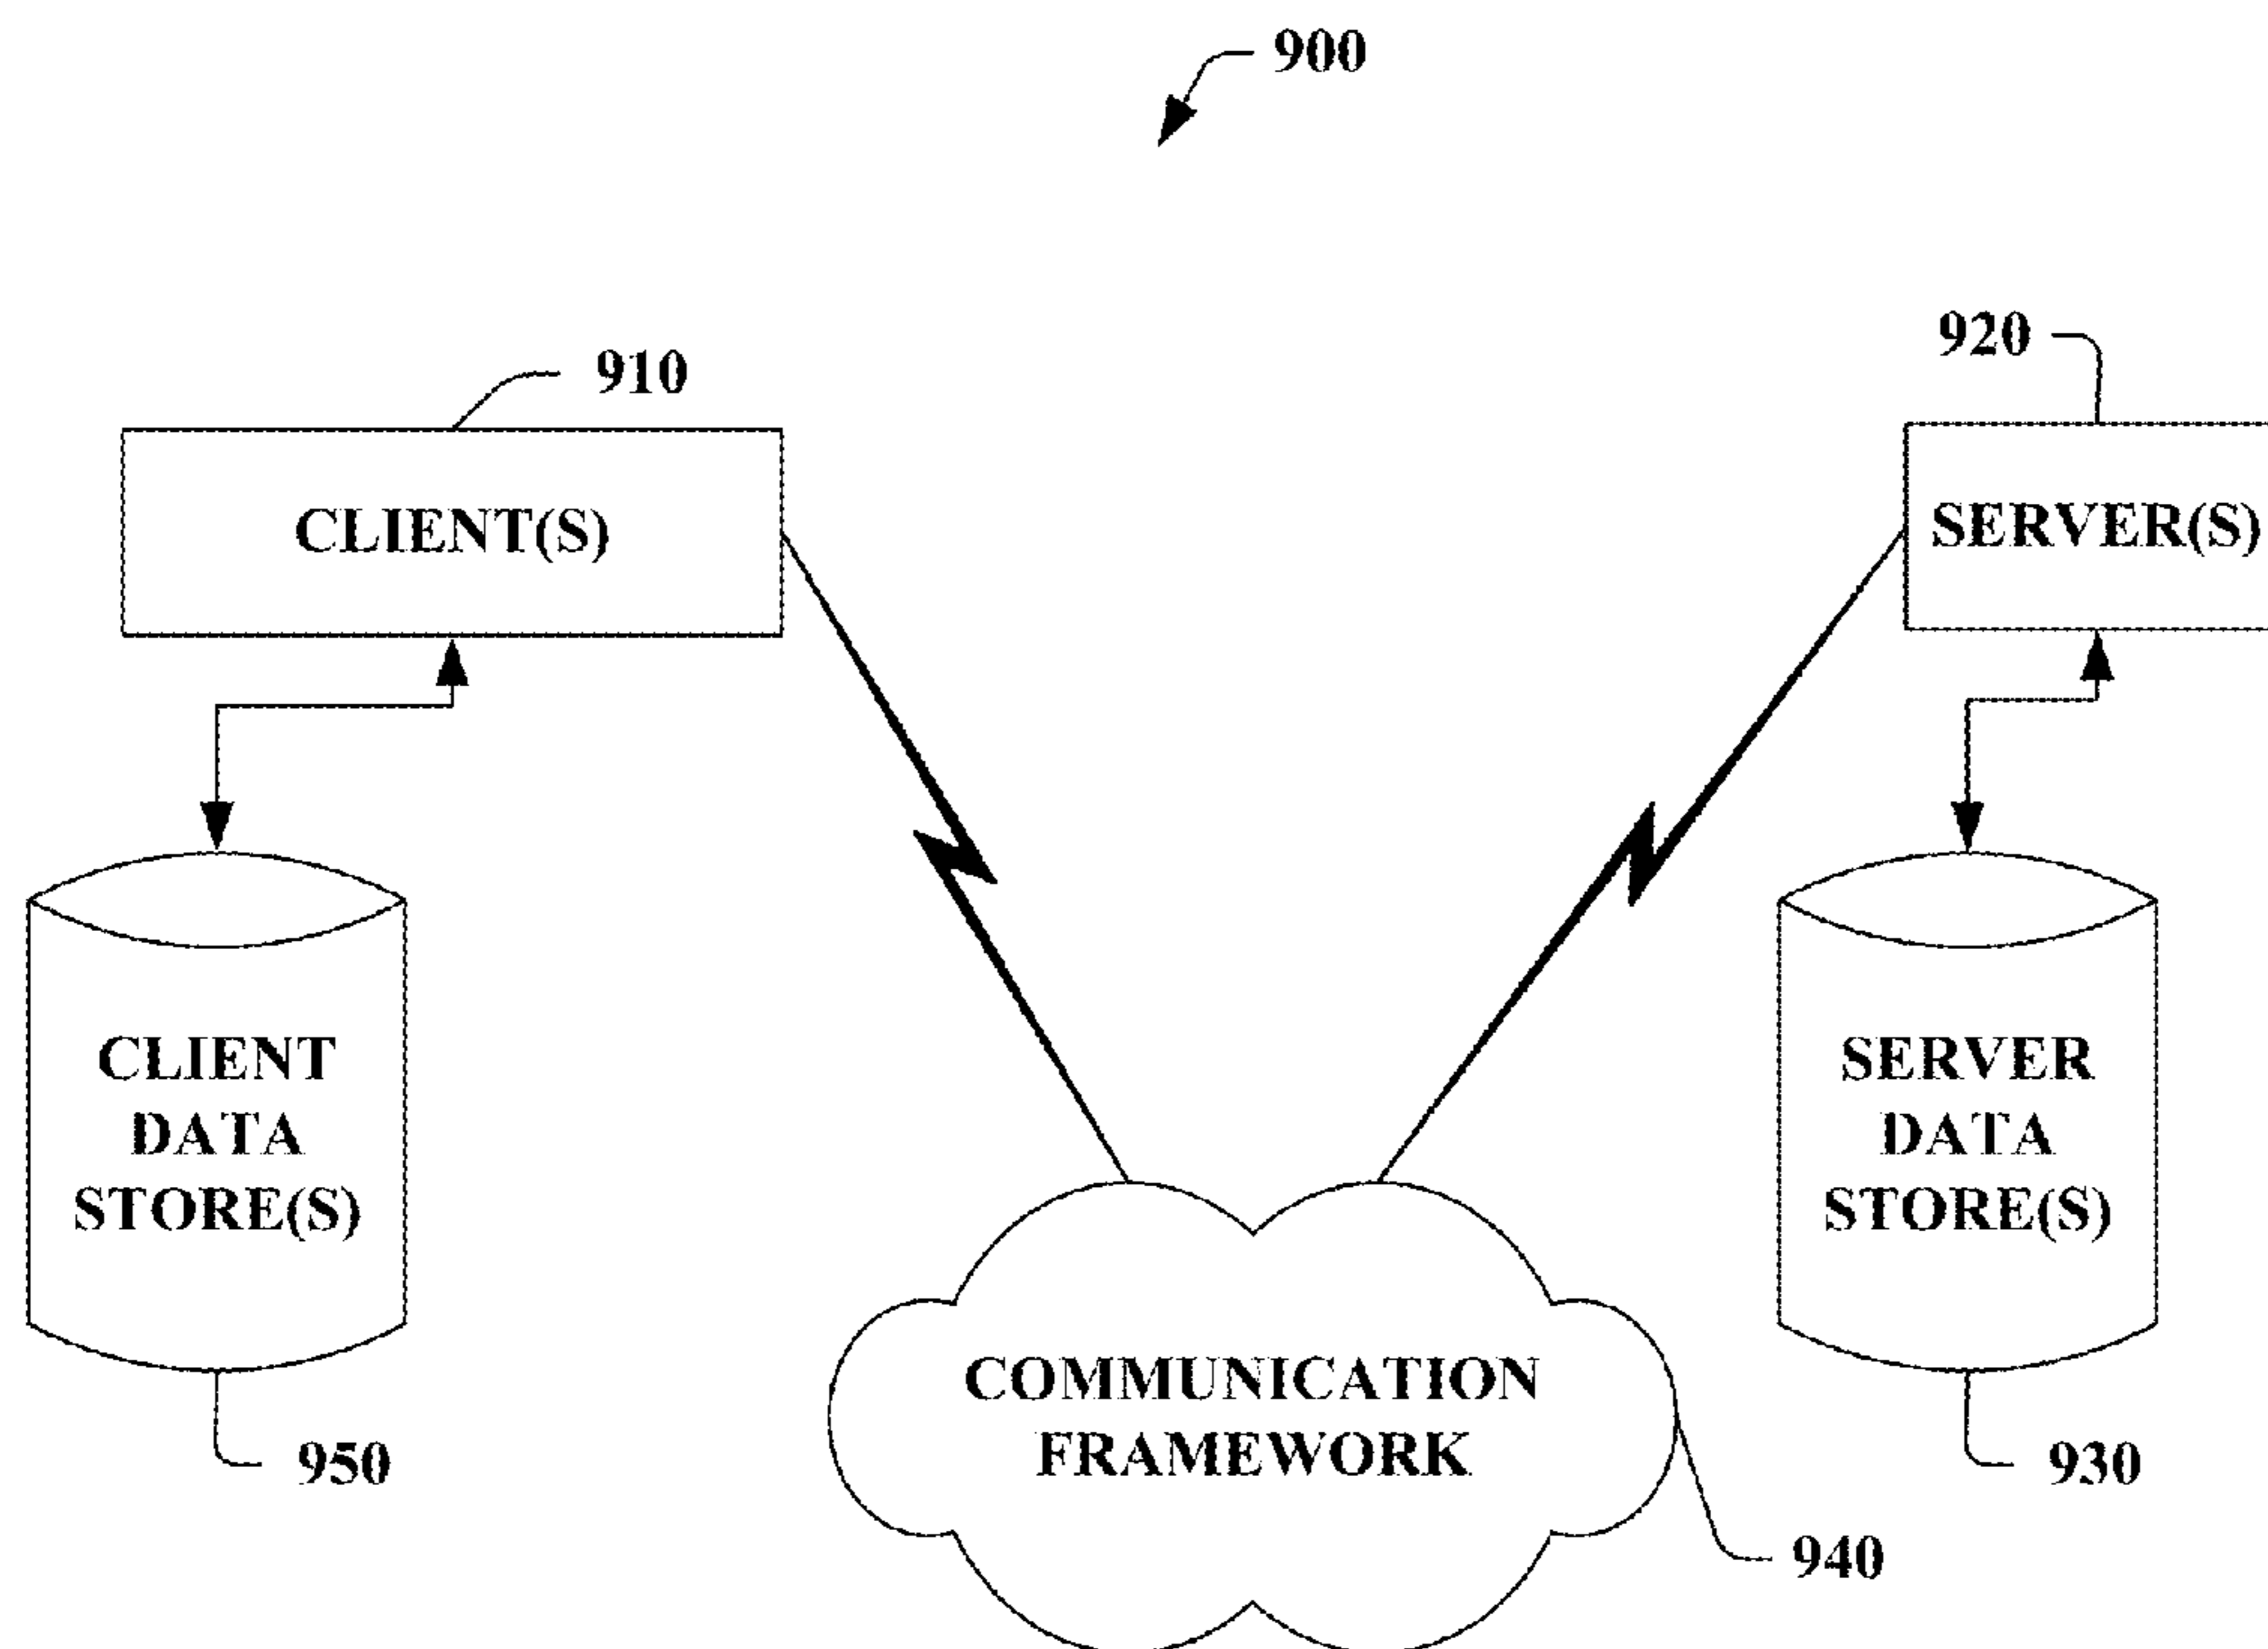 900
910
920
CLIENT(S)
SERVER(S)
CLIENT
DATA
STORE(S)
SERVER
DATA
STORE(S)
COMMUNICATION
FRAMEWORK
950
930
940